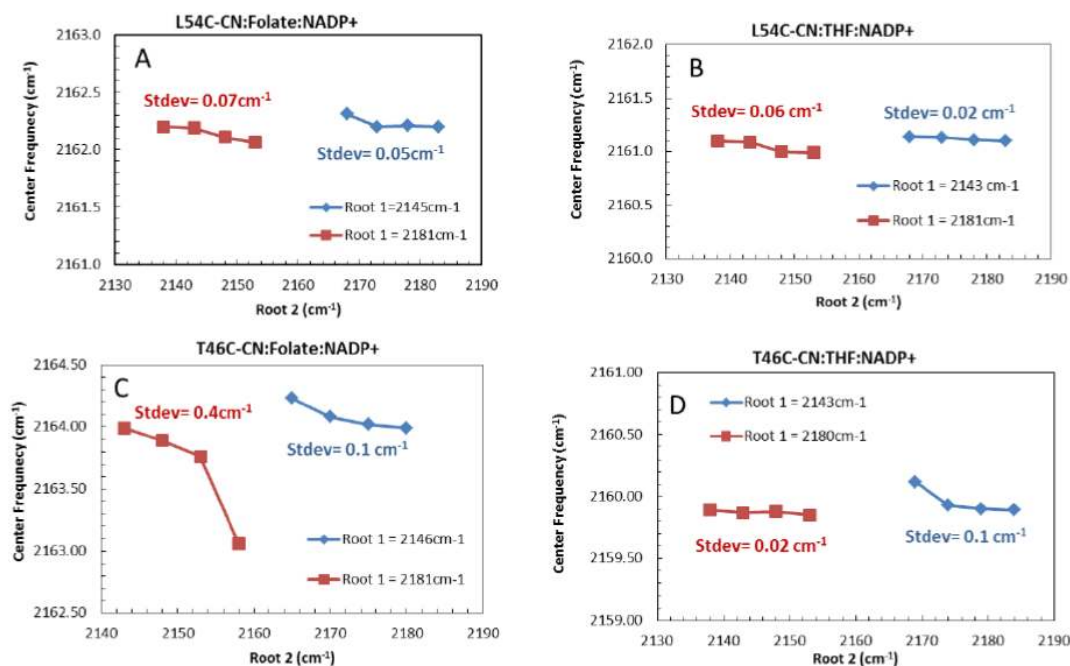 L54C-CN:Folate:NADP+
A
Center Frequnecy (cm-1)
2163.0
2162.5
2162.0
2161.5
2161.0
Stdev= 0.07cm-1
Stdev= 0.05cm-1
Root 1=2145cm-1
Root 1 = 2181cm-1
2130 2140 2150 2160 2170 2180 2190
Root 2 (cm-1)
L54C-CN:THF:NADP+
B
Center Frequnecy (cm-1)
2162.0
2161.5
2161.0
2160.5
2160.0
Stdev= 0.06 cm-1
Stdev= 0.02 cm-1
Root 1 = 2143 cm-1
Root 1 = 2181cm-1
2130 2140 2150 2160 2170 2180 2190
Root 2 (cm-1)
T46C-CN:Folate:NADP+
C
Center Frequnecy (cm-1)
2164.50
2164.00
2163.50
2163.00
2162.50
Stdev= 0.4cm-1
Stdev= 0.1 cm-1
Root 1 = 2146cm-1
Root 1 = 2181cm-1
2140 2150 2160 2170 2180 2190
Root 2 (cm-1)
T46C-CN:THF:NADP+
D
Center Frequnecy (cm-1)
2161.00
2160.50
2160.00
2159.50
2159.00
Root 1 = 2143cm-1
Root 1 = 2180cm-1
Stdev= 0.02 cm-1
Stdev= 0.1 cm-1
2130 2140 2150 2160 2170 2180 2190
Root 2 (cm-1)